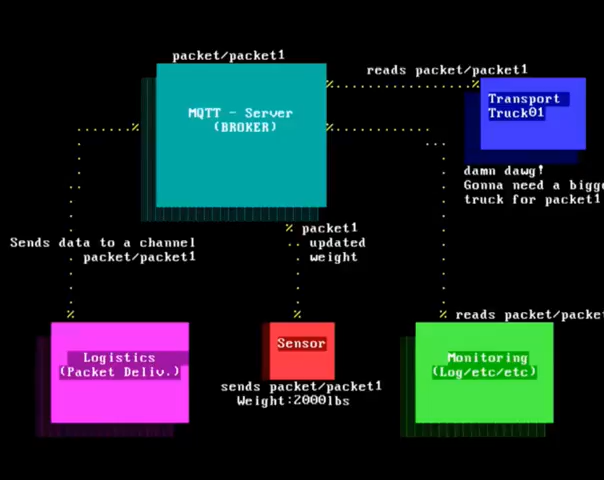 packet/packet1
reads packet/packet1
MQTT - Server
(BROKER)
Transport
Truck01
damn dawg!
Gonna need a bigge
truck for packet1
packet1
updated
weight
Sends data to a channel
packet/packet1
reads packet/packe
Logistics
(Packet Deliv.)
Sensor
Monitoring
(Log/etc/etc)
sends packet/packet1
Weight:2000lbs